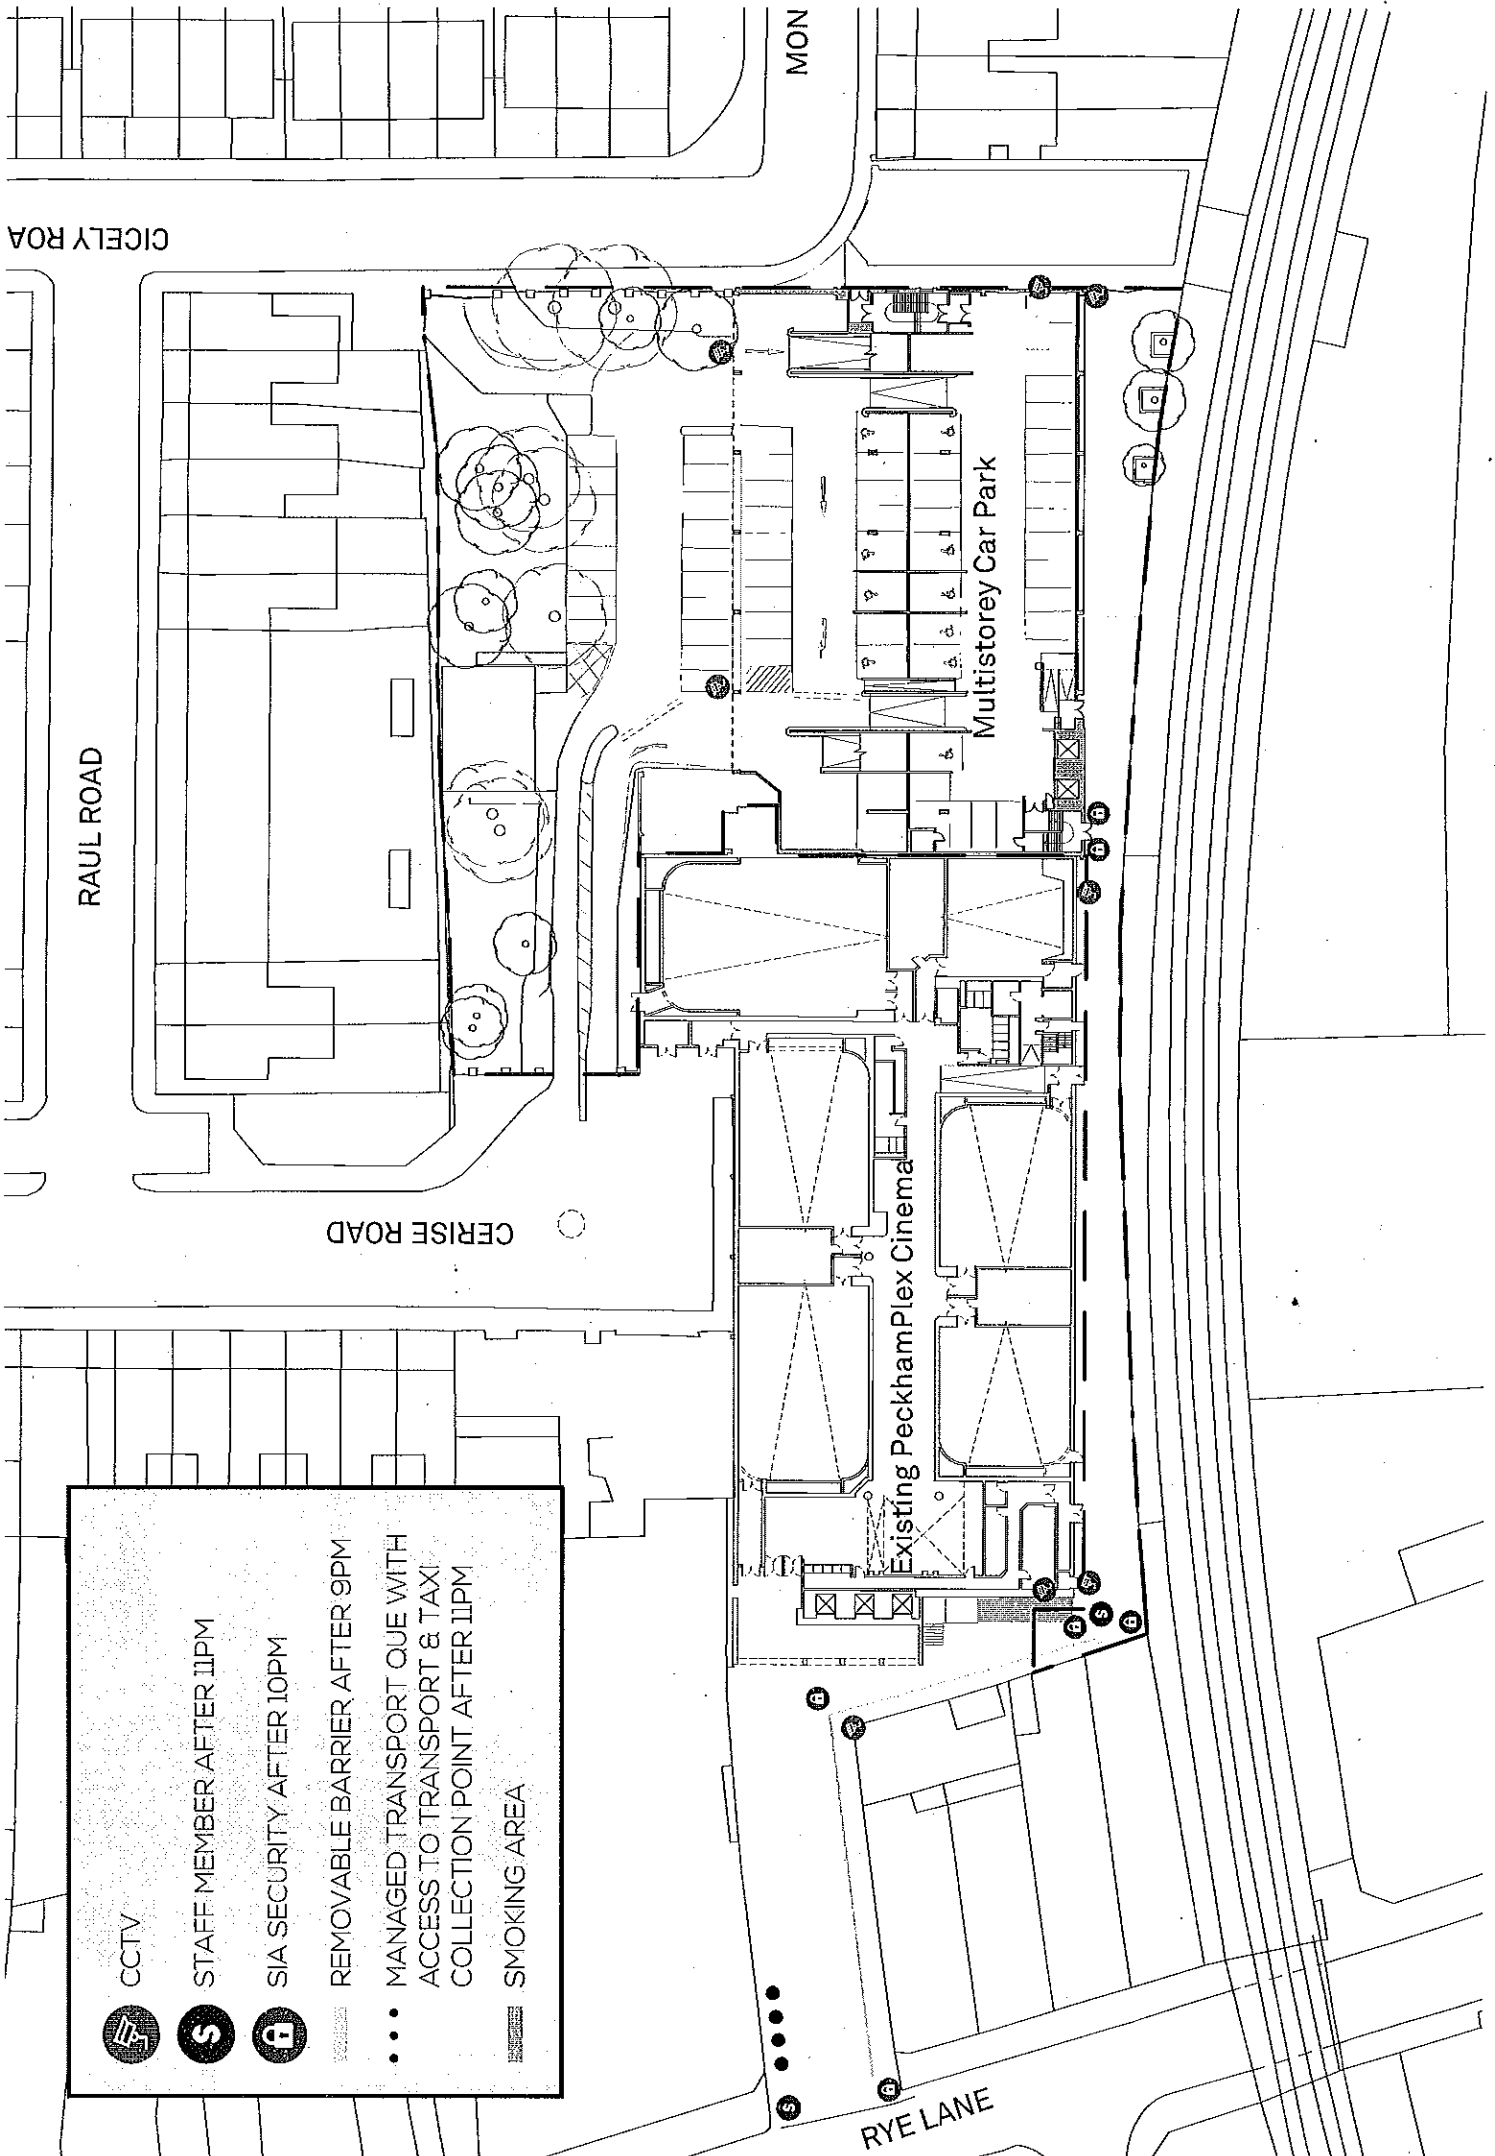 CCTV
STAFF MEMBER AFTER 11PM
SIA SECURITY AFTER 10PM
REMOVABLE BARRIER AFTER 9PM
MANAGED TRANSPORT QUE WITH
ACCESS TO TRANSPORT & TAXI
COLLECTION POINT AFTER 11PM
SMOKING AREA
RAUL ROAD
CICELY ROA
CERISE ROAD
MON
Multistorey Car Park
Existing PeckhamPlex Cinema
RYE LANE
S
S
S